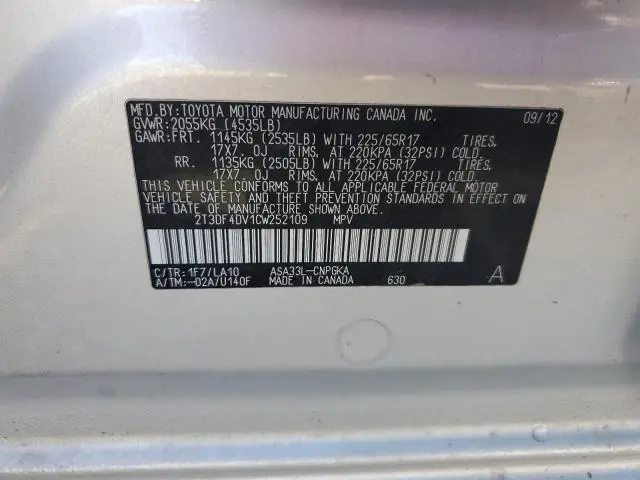 MFD.BY:TOYOTA MOTOR MANUFACTURING CANADA INC. 09/12
GVWR:2055KG (4535LB)
GAWR:FRT. 1145KG (2535LB) WITH 225/65R17 TIRES,
17X7. 0J RIMS, AT 220KPA (32PSI) COLD.
RR. 1135KG (2505LB) WITH 225/65R17 TIRES,
17X7. 0J RIMS, AT 220KPA (32PSI) COLD.
THIS VEHICLE CONFORMS TO ALL APPLICABLE FEDERAL MOTOR
VEHICLE SAFETY AND THEFT PREVENTION STANDARDS IN EFFECT ON
THE DATE OF MANUFACTURE SHOWN ABOVE.
2T3DF4DV1CW252109 MPV
C/TR:1F7/LA10 ASA33L-CNPGKA
A/TM:-02A/U140F MADE IN CANADA 630 A